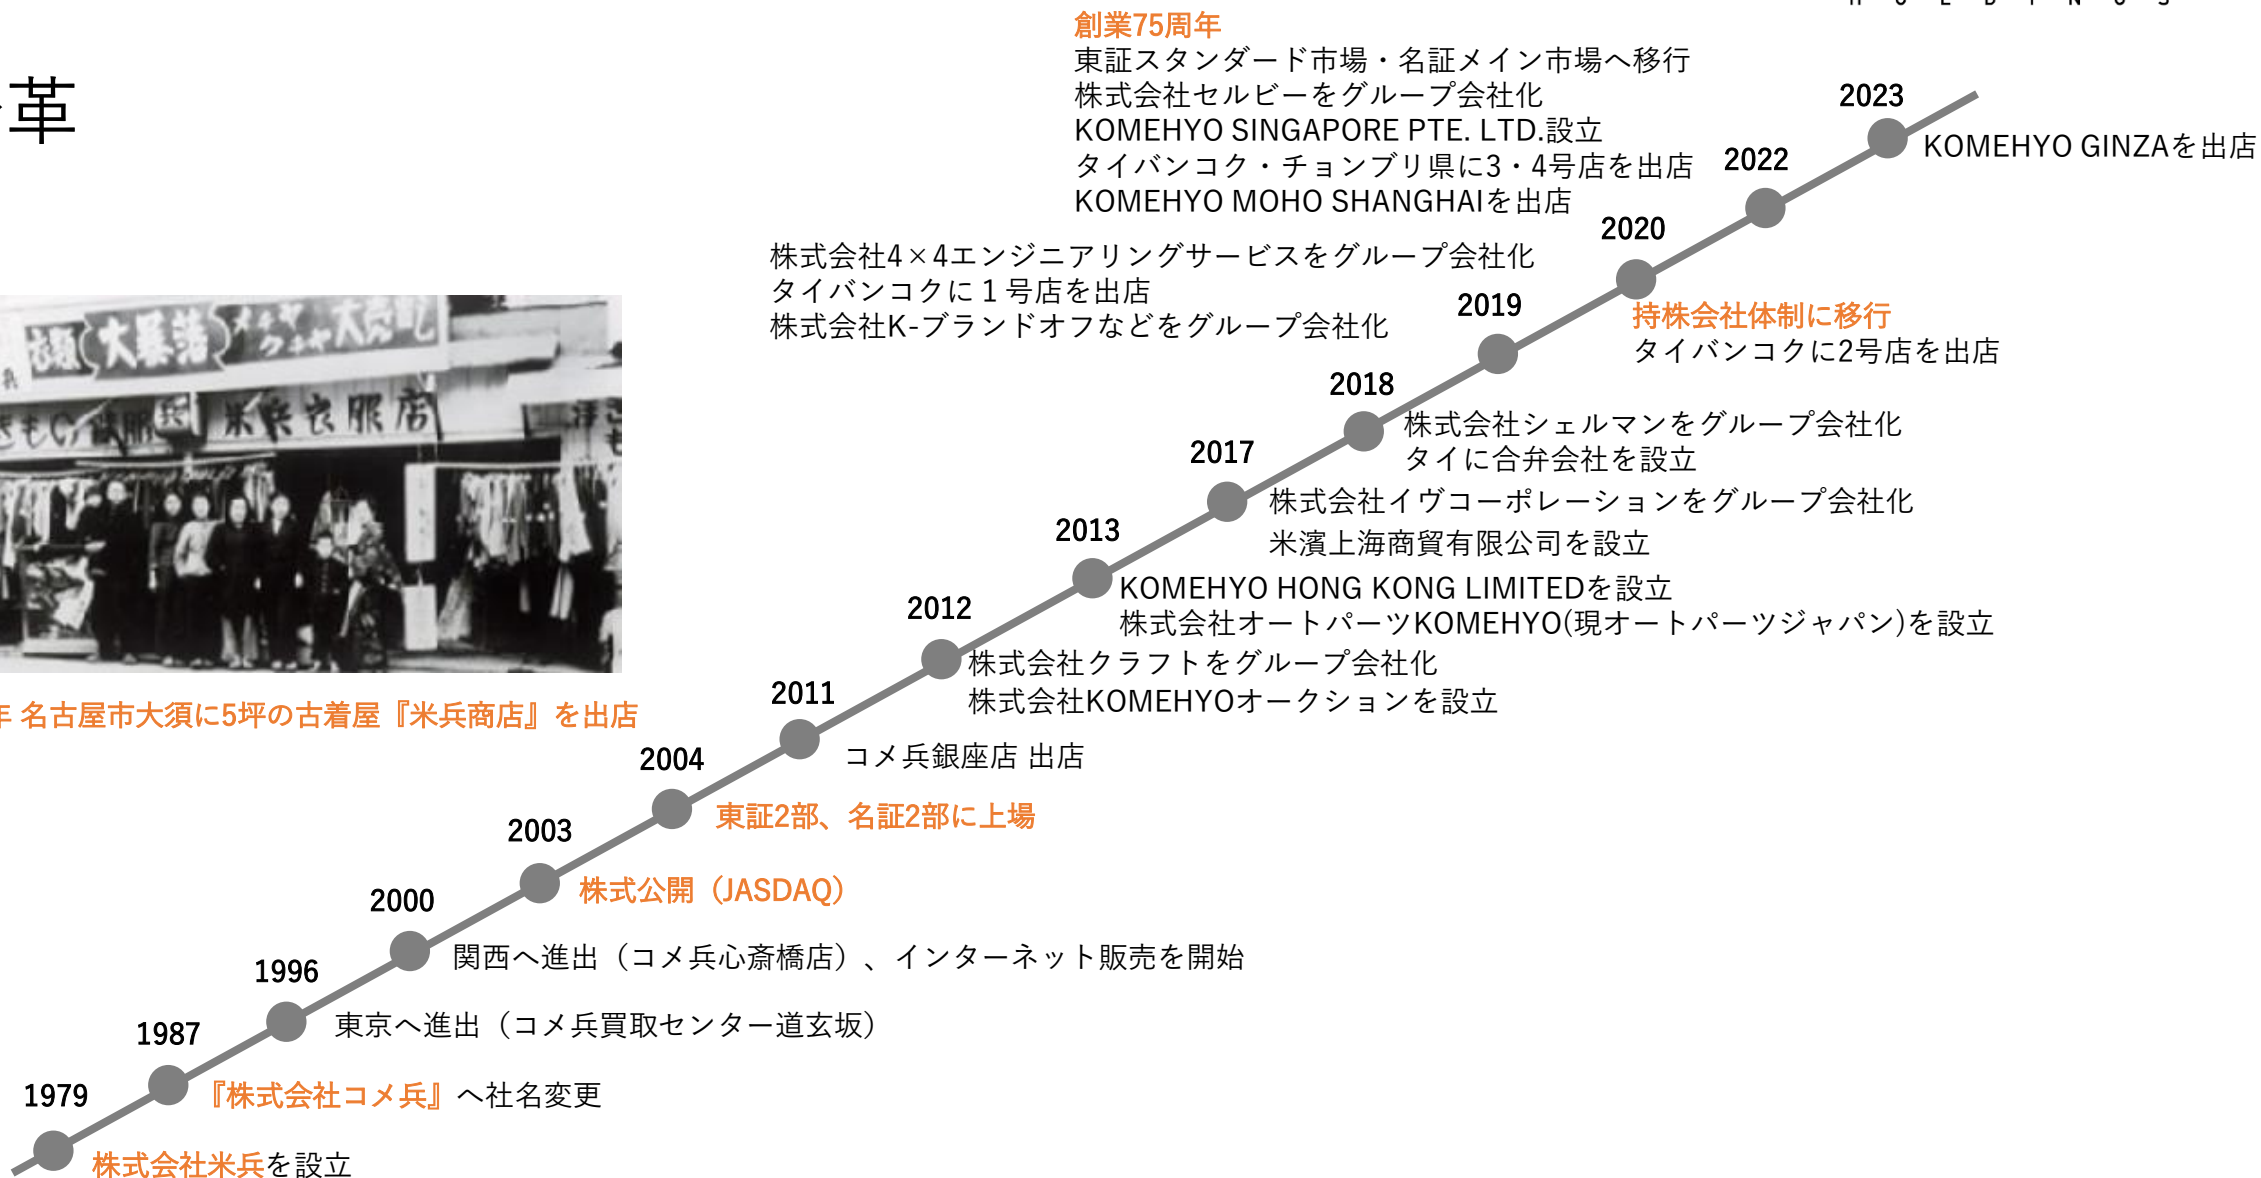 革
創業75周年
東証スタンダード市場・名証メイン市場へ移行
株式会社セルビーをグループ会社化
KOMEHYO SINGAPORE PTE. LTD.設立
タイバンコク・チョンブリ県に3・4号店を出店
KOMEHYO MOHO SHANGHAIを出店
2023
KOMEHYO GINZAを出店
2022
2020
持株会社体制に移行
タイバンコクに2号店を出店
株式会社4×4エンジニアリングサービスをグループ会社化
タイバンコクに１号店を出店
株式会社K-ブランドオフなどをグループ会社化
2019
2018
株式会社シェルマンをグループ会社化
タイに合弁会社を設立
2017
株式会社イヴコーポレーションをグループ会社化
米濱上海商貿有限公司を設立
2013
KOMEHYO HONG KONG LIMITEDを設立
株式会社オートパーツKOMEHYO(現オートパーツジャパン)を設立
2012
株式会社クラフトをグループ会社化
株式会社KOMEHYOオークションを設立
大暴落
米兵衣服店
年 名古屋市大須に5坪の古着屋『米兵商店』を出店
2011
コメ兵銀座店 出店
2004
東証2部、名証2部に上場
2003
株式公開（JASDAQ）
2000
関西へ進出（コメ兵心斎橋店）、インターネット販売を開始
1996
東京へ進出（コメ兵買取センター道玄坂）
1987
『株式会社コメ兵』へ社名変更
1979
株式会社米兵を設立